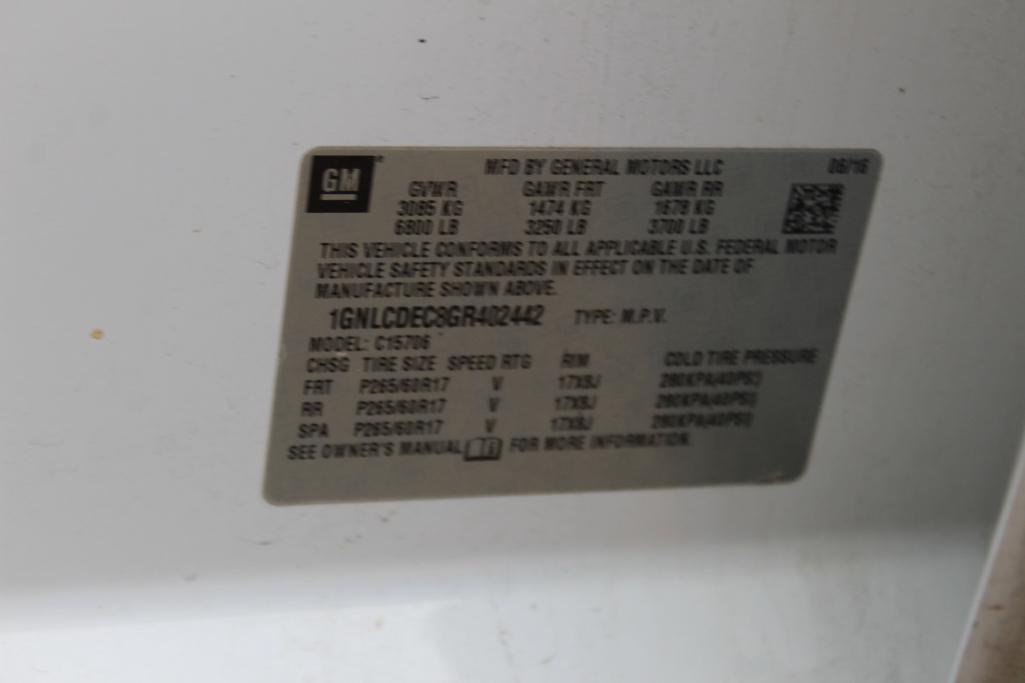 GM
MFD BY GENERAL MOTORS LLC 06/16
GVWR GAWR FRT GAWR RR
3085 KG 1474 KG 1678 KG
6800 LB 3250 LB 3700 LB
THIS VEHICLE CONFORMS TO ALL APPLICABLE U.S. FEDERAL MOTOR
VEHICLE SAFETY STANDARDS IN EFFECT ON THE DATE OF
MANUFACTURE SHOWN ABOVE.
1GNLCDEC8GR402442 TYPE: M.P.V.
MODEL: C15706
CHSG TIRE SIZE SPEED RTG RIM COLD TIRE PRESSURE
FRT P265/60R17 V 17X8J 280KPA(40PSI)
RR P265/60R17 V 17X8J 280KPA(40PSI)
SPA P265/60R17 V 17X8J 280KPA(40PSI)
SEE OWNER'S MANUAL FOR MORE INFORMATION.